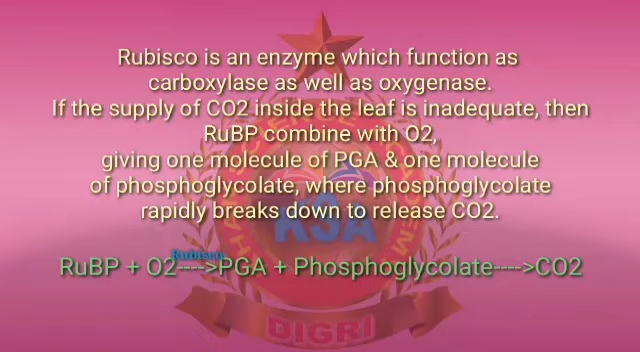 Rubisco is an enzyme which function as
carboxylase as well as oxygenase.
If the supply of CO2 inside the leaf is inadequate, then
RuBP combine with O2,
giving one molecule of PGA & one molecule
of phosphoglycolate, where phosphoglycolate
rapidly breaks down to release CO2.
KSA
Rubisco
RuBP + O2---->PGA + Phosphoglycolate---->CO2
DIGRI